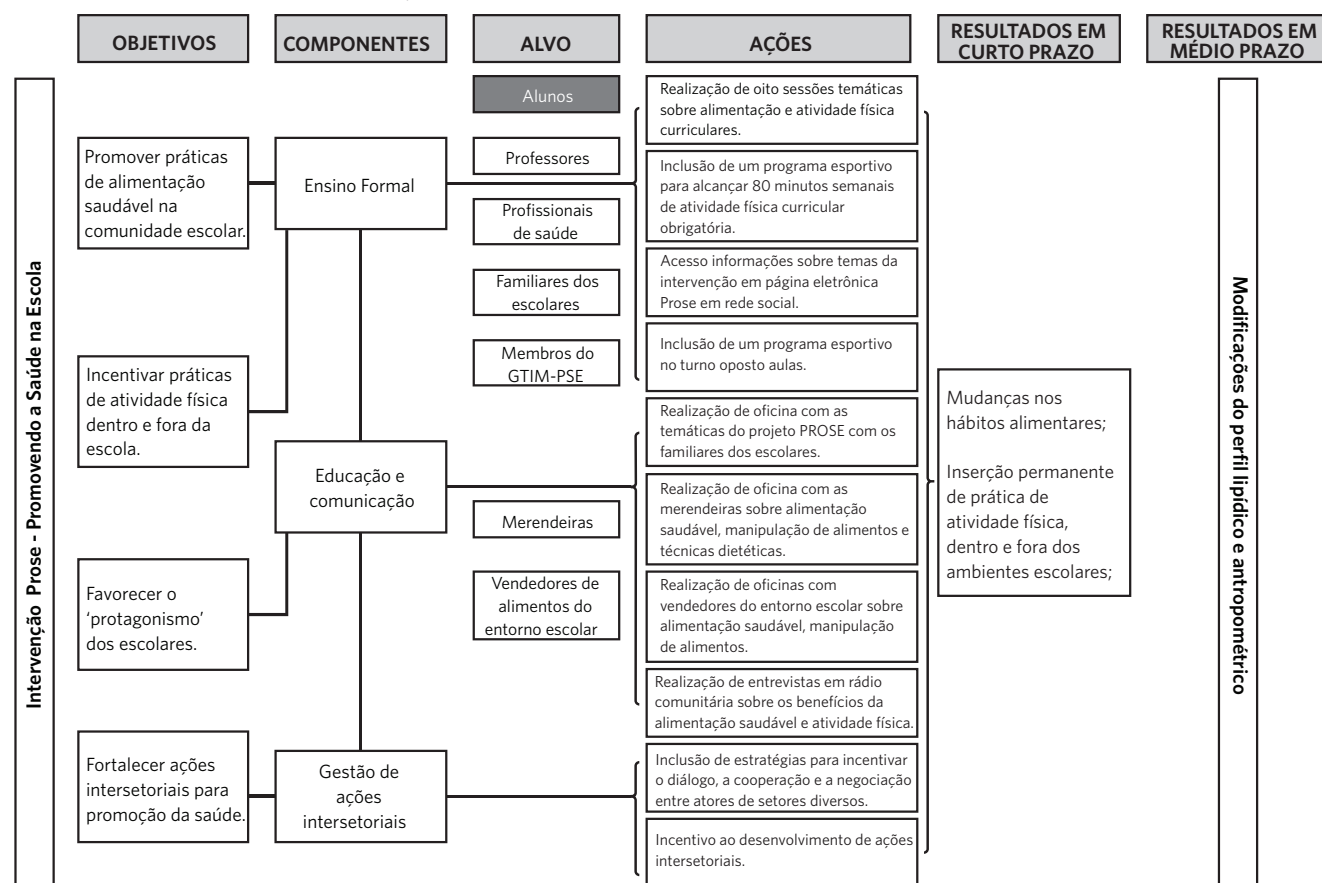 OBJETIVOS
COMPONENTES
ALVO
AÇÕES
RESULTADOS EM
CURTO PRAZO
RESULTADOS EM
MÉDIO PRAZO
Intervenção Prose - Promovendo a Saúde na Escola
Promover práticas
de alimentação
saudável na
comunidade escolar.
Incentivar práticas
de atividade física
dentro e fora da
escola.
Favorecer o
'protagonismo'
dos escolares.
Fortalecer ações
intersetoriais para
promoção da saúde.
Ensino Formal
Educação e
comunicação
Gestão de
ações
intersetoriais
Alunos
Professores
Profissionais
de saúde
Familiares dos
escolares
Membros do
GTIM-PSE
Merendeiras
Vendedores de
alimentos do
entorno escolar
Realização de oito sessões temáticas
sobre alimentação e atividade física
curriculares.
Inclusão de um programa esportivo
para alcançar 80 minutos semanais
de atividade física curricular
obrigatória.
Acesso informações sobre temas da
intervenção em página eletrônica
Prose em rede social.
Inclusão de um programa esportivo
no turno oposto aulas.
Realização de oficina com as
temáticas do projeto PROSE com os
familiares dos escolares.
Realização de oficina com as
merendeiras sobre alimentação
saudável, manipulação de alimentos e
técnicas dietéticas.
Realização de oficinas com
vendedores do entorno escolar sobre
alimentação saudável, manipulação
de alimentos.
Realização de entrevistas em rádio
comunitária sobre os benefícios da
alimentação saudável e atividade física.
Inclusão de estratégias para incentivar
o diálogo, a cooperação e a negociação
entre atores de setores diversos.
Incentivo ao desenvolvimento de ações
intersetoriais.
Mudanças nos
hábitos alimentares;
Inserção permanente
de prática de
atividade física,
dentro e fora dos
ambientes escolares;
Modificações do perfil lipídico e antropométrico